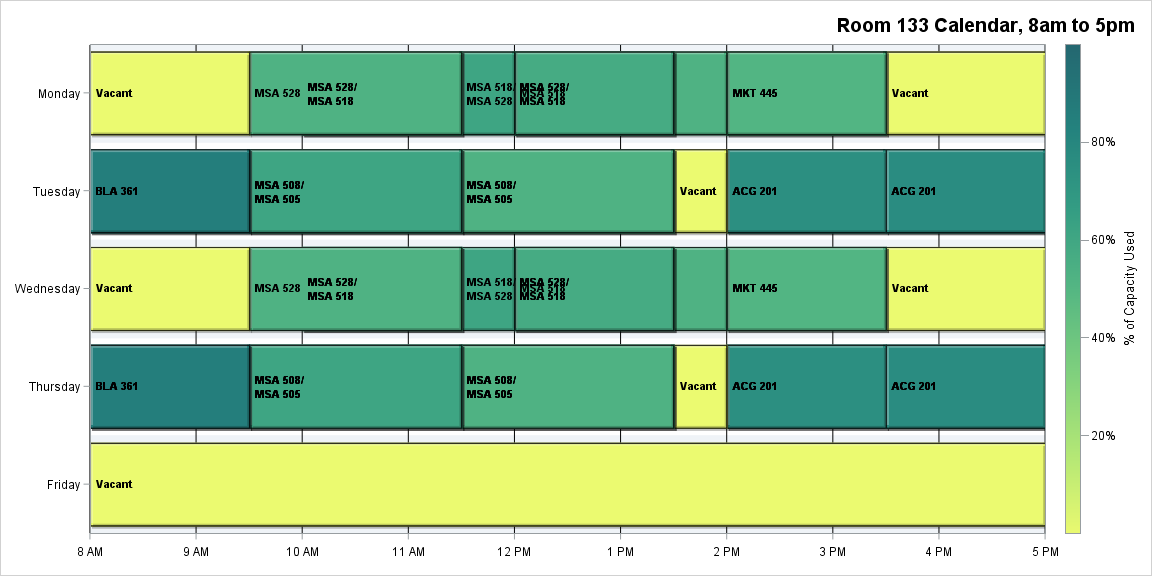 Room 133 Calendar, 8am to 5pm
Monday
Vacant
MSA 528
MSA 528/
MSA 518
MSA 518/
MSA 528
MSA 528/
MSA 518
MKT 445
Vacant
Tuesday
BLA 361
MSA 508/
MSA 505
MSA 508/
MSA 505
Vacant
ACG 201
ACG 201
Wednesday
Vacant
MSA 528
MSA 528/
MSA 518
MSA 518/
MSA 528
MSA 528/
MSA 518
MKT 445
Vacant
Thursday
BLA 361
MSA 508/
MSA 505
MSA 508/
MSA 505
Vacant
ACG 201
ACG 201
Friday
Vacant
8 AM
9 AM
10 AM
11 AM
12 PM
1 PM
2 PM
3 PM
4 PM
5 PM
80%
60%
40%
20%
% of Capacity Used